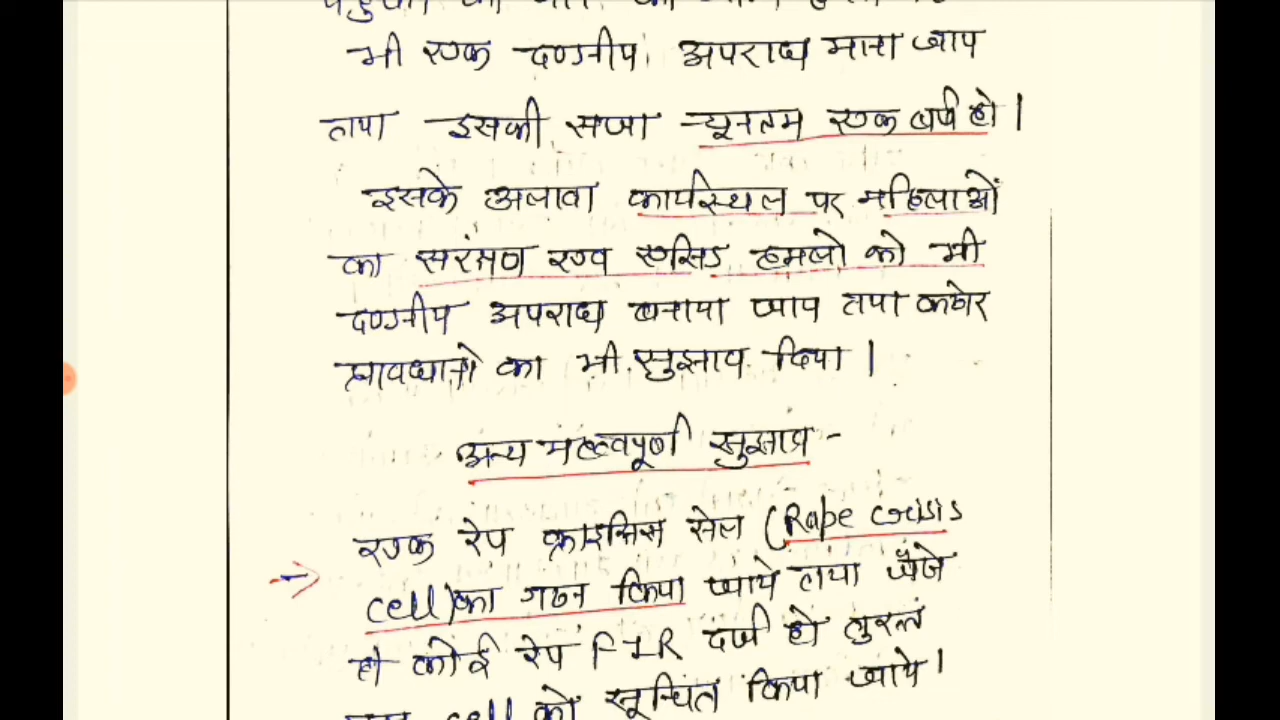 भी एक दण्डनीय अपराध माना जाय
तथा इसकी सजा न्यूनतम एक वर्ष हो।
इसके अलावा कार्यस्थल पर महिलाओं
का सरंक्षण एण्व एसिड हमलो को भी
दण्डनीय अपराध बनाया जाय तथा कठोर
प्रावधानो का भी सुझाव दिया।
अन्य महत्वपूर्ण सुझाव -
एक रेप क्राइसिस सेल (Rape crisis
cell) का गठन किया जाये तथा जैसे
ही कोई रेप FIR दर्ज हो तुरन्त
cell को सूचित किया जाये।